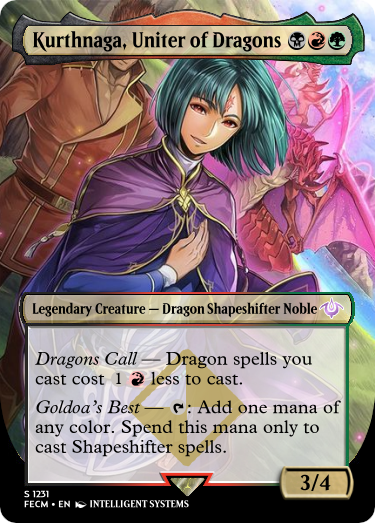 Kurthnaga, Uniter of Dragons
Legendary Creature — Dragon Shapeshifter Noble
Dragons Call — Dragon spells you
cast cost 1 R less to cast.
Goldoa's Best — T: Add one mana of
any color. Spend this mana only to
cast Shapeshifter spells.
3/4
S 1231
FECM • EN INTELLIGENT SYSTEMS